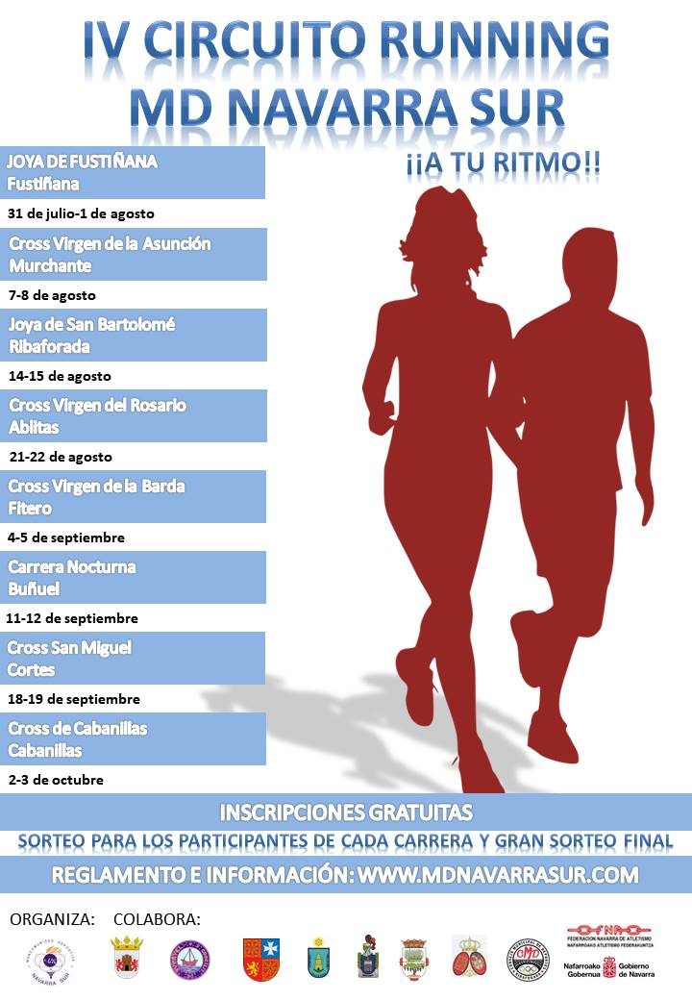 IV CIRCUITO RUNNING
MD NAVARRA SUR
¡¡A TU RITMO!!
JOYA DE FUSTIÑANA
Fustiñana
31 de julio-1 de agosto
Cross Virgen de la Asunción
Murchante
7-8 de agosto
Joya de San Bartolomé
Ribaforada
14-15 de agosto
Cross Virgen del Rosario
Ablitas
21-22 de agosto
Cross Virgen de la Barda
Fitero
4-5 de septiembre
Carrera Nocturna
Buñuel
11-12 de septiembre
Cross San Miguel
Cortes
18-19 de septiembre
Cross de Cabanillas
Cabanillas
2-3 de octubre
INSCRIPCIONES GRATUITAS
SORTEO PARA LOS PARTICIPANTES DE CADA CARRERA Y GRAN SORTEO FINAL
REGLAMENTO E INFORMACIÓN: WWW.MDNAVARRASUR.COM
ORGANIZA: COLABORA:
MANCOMUNIDAD DEPORTIVA
NAVARRA SUR
FEDERACION NAVARRA DE ATLETISMO
NAFARROAKO ATLETISMO FEDERAKUNTZA
Nafarroako Gobernua
Gobierno de Navarra